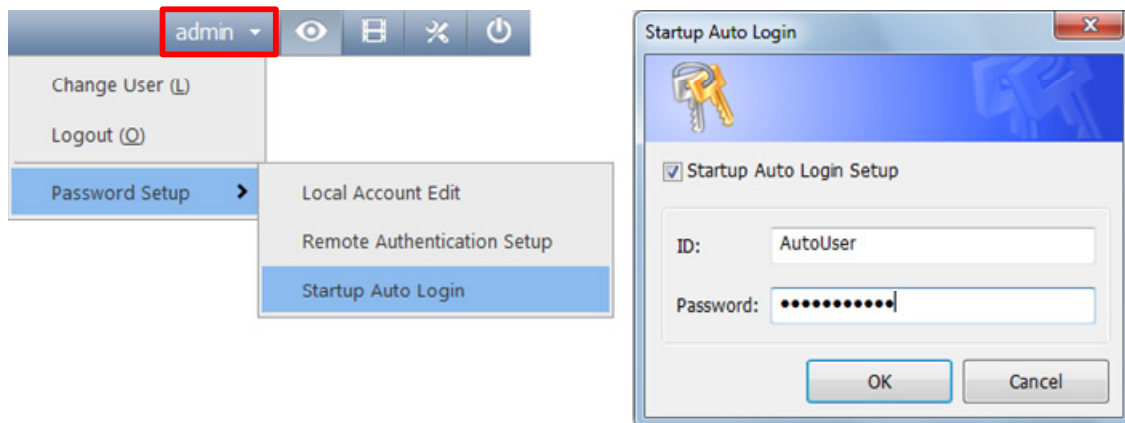 admin
Change User (L)
Logout (O)
Password Setup
Local Account Edit
Remote Authentication Setup
Startup Auto Login
Startup Auto Login
Startup Auto Login Setup
ID: AutoUser
Password: •••••••••••
OK Cancel